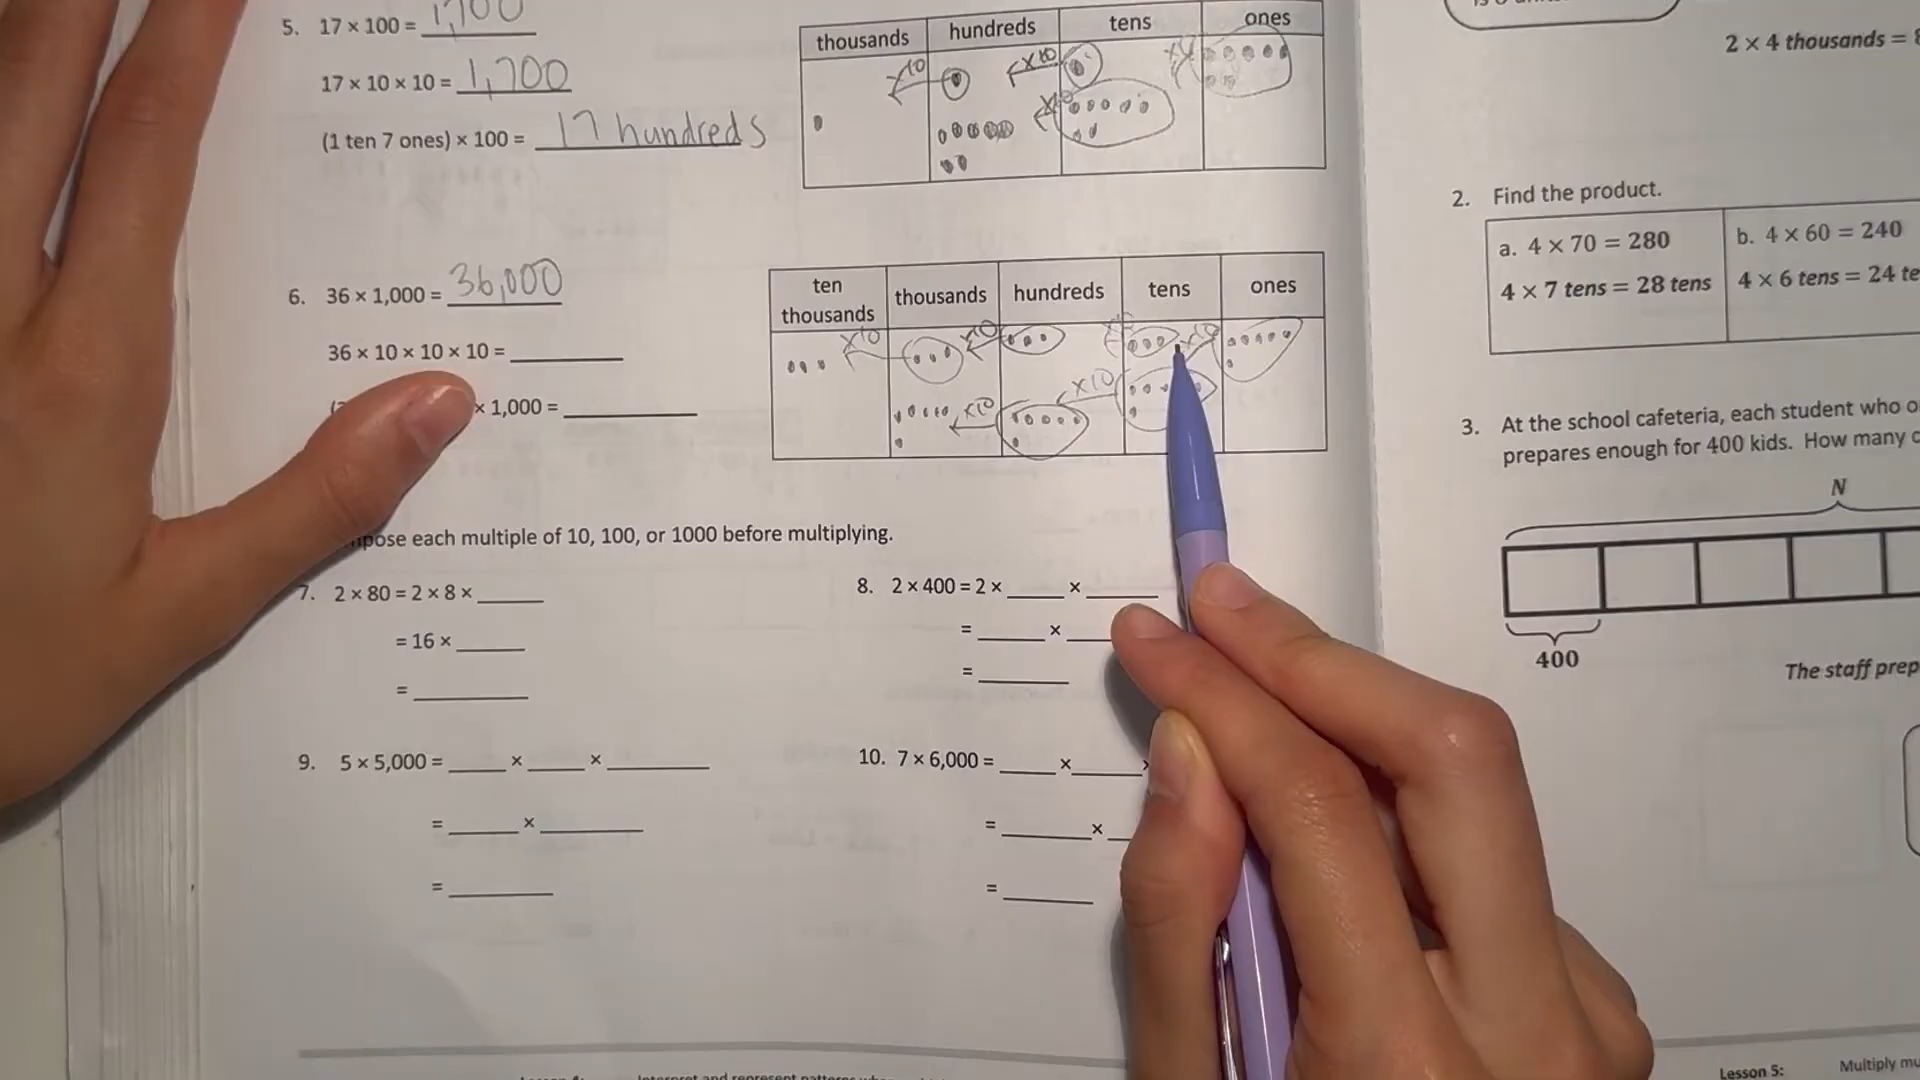 5. 17 × 100 = 1,700
17 × 10 × 10 = 1,700
(1 ten 7 ones) × 100 = 17 hundreds
thousands hundreds tens ones
×10 ×10
×10
6. 36 × 1,000 = 36,000
36 × 10 × 10 × 10 =
× 1,000 =
ten thousands thousands hundreds tens ones
×10 ×10 ×10
×10 ×10
each multiple of 10, 100, or 1000 before multiplying.
7. 2 × 80 = 2 × 8 ×
= 16 ×
=
8. 2 × 400 = 2 × ×
= ×
=
9. 5 × 5,000 = × ×
= ×
=
10. 7 × 6,000 = ×
= ×
=
2 × 4 thousands =
2. Find the product.
a. 4 × 70 = 280
4 × 7 tens = 28 tens
b. 4 × 60 = 240
4 × 6 tens = 24
3. At the school cafeteria, each student who
prepares enough for 400 kids. How many
N
400
The staff
Lesson 5:
Multiply